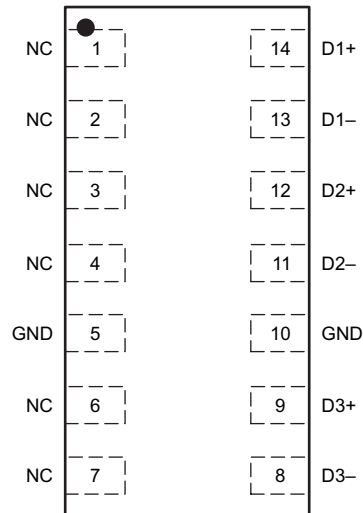 NC 1 14 D1+
NC 2 13 D1–
NC 3 12 D2+
NC 4 11 D2–
GND 5 10 GND
NC 6 9 D3+
NC 7 8 D3–